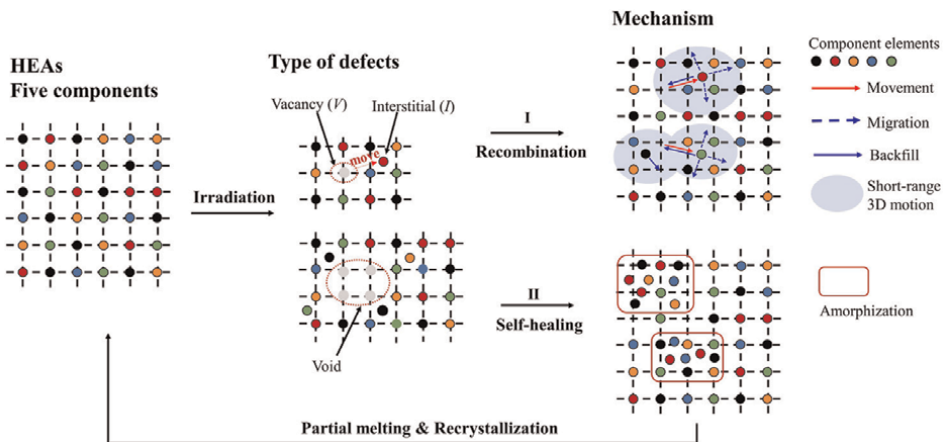 HEAs
Five components
Irradiation
Type of defects
Vacancy (V)
Interstitial (I)
move
Void
I
Recombination
II
Self-healing
Mechanism
Component elements
Movement
Migration
Backfill
Short-range
3D motion
Amorphization
Partial melting & Recrystallization